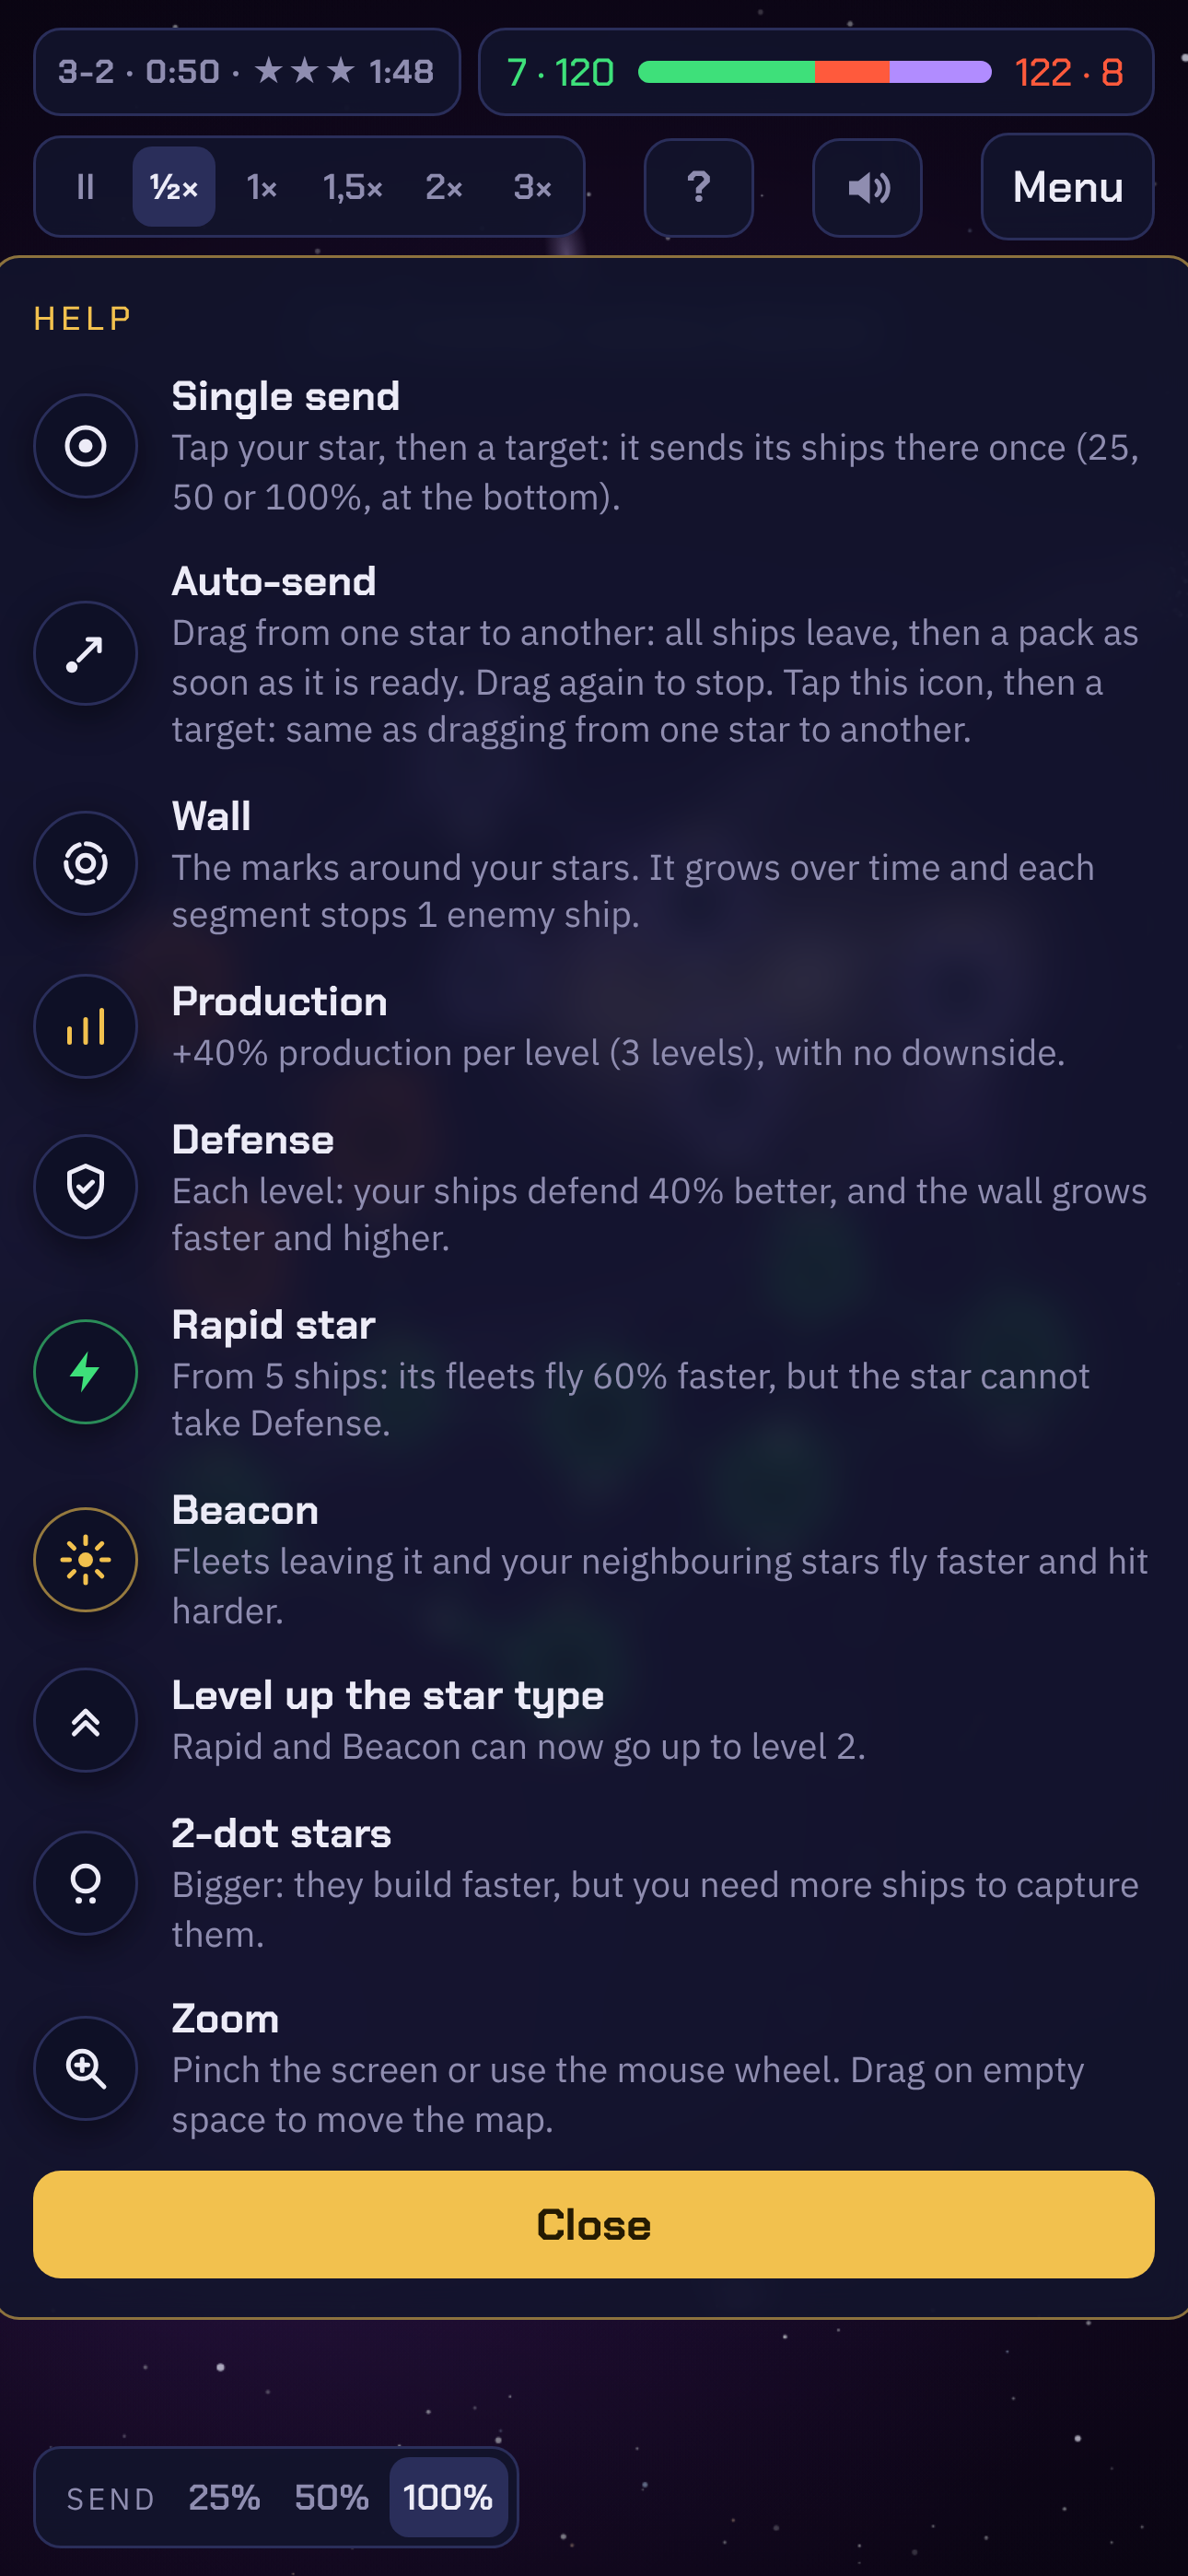 3-2 · 0:50 · ★★★ 1:48
7 · 120
122 · 8
½× 1× 1,5× 2× 3×
?
Menu
HELP
Single send
Tap your star, then a target: it sends its ships there once (25,
50 or 100%, at the bottom).
Auto-send
Drag from one star to another: all ships leave, then a pack as
soon as it is ready. Drag again to stop. Tap this icon, then a
target: same as dragging from one star to another.
Wall
The marks around your stars. It grows over time and each
segment stops 1 enemy ship.
Production
+40% production per level (3 levels), with no downside.
Defense
Each level: your ships defend 40% better, and the wall grows
faster and higher.
Rapid star
From 5 ships: its fleets fly 60% faster, but the star cannot
take Defense.
Beacon
Fleets leaving it and your neighbouring stars fly faster and hit
harder.
Level up the star type
Rapid and Beacon can now go up to level 2.
2-dot stars
Bigger: they build faster, but you need more ships to capture
them.
Zoom
Pinch the screen or use the mouse wheel. Drag on empty
space to move the map.
Close
SEND 25% 50% 100%